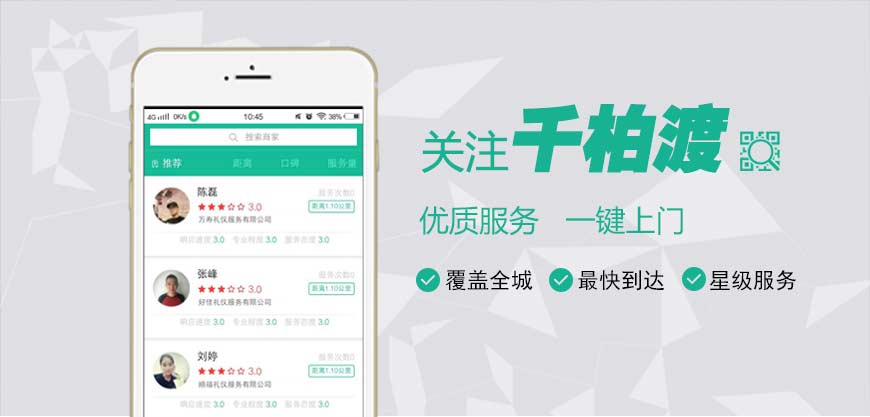 4G 0K/s 10:45 38%
搜索商家
推荐 距离 口碑 服务量
陈磊 服务次数0
3.0 距离1.10公里
万寿礼仪服务有限公司
响应速度 3.0 专业程度 3.0 服务态度 3.0
张峰 服务次数0
3.0 距离1.10公里
好佳礼仪服务有限公司
响应速度 3.0 专业程度 3.0 服务态度 3.0
刘婷 服务次数0
3.0 距离1.10公里
顺福礼仪服务有限公司
响应速度 3.0 专业程度 3.0 服务态度 3.0
关注千柏渡
优质服务 一键上门
覆盖全城 最快到达 星级服务